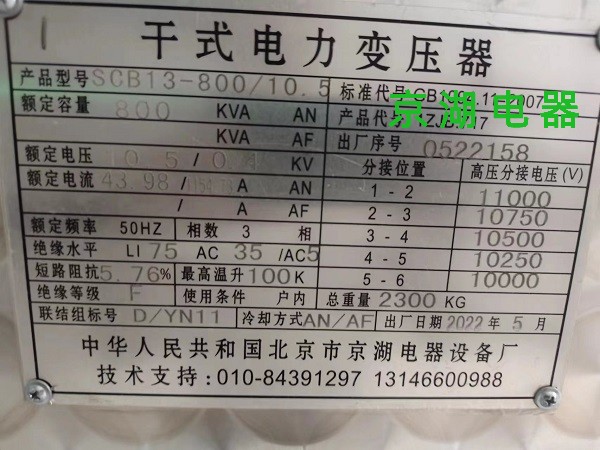 干式电力变压器
产品型号 SCB13-800/10.5 标准代号
额定容量 800 KVA AN 产品代号
KVA AF 出厂序号 0522158
京湖电器
额定电压 10.5/0.4 KV 分接位置 高压分接电压(V)
额定电流 43.98/ A AN 1-2 11000
/ A AF 2-3 10750
额定频率 50HZ 相数 3 相 3-4 10500
绝缘水平 LI 75 AC 35 /AC5 4-5 10250
短路阻抗 5.76% 最高温升 100K 5-6 10000
绝缘等级 F 使用条件 户内 总重量 2300 KG
联结组标号 D/YN11 冷却方式 AN/AF 出厂日期 2022 年 5 月
中华人民共和国北京市京湖电器设备厂
技术支持:010-84391297 13146600988